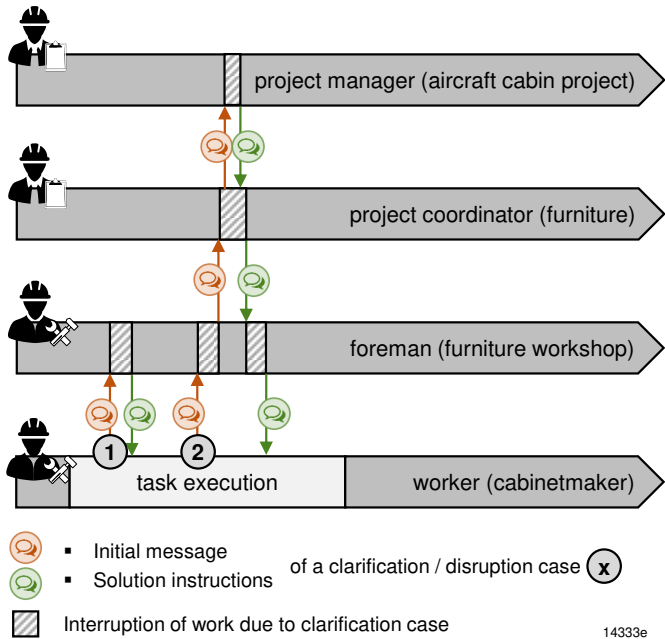 project manager (aircraft cabin project)
project coordinator (furniture)
foreman (furniture workshop)
1
2
task execution
worker (cabinetmaker)
▪ Initial message
▪ Solution instructions
of a clarification / disruption case x
Interruption of work due to clarification case
14333e